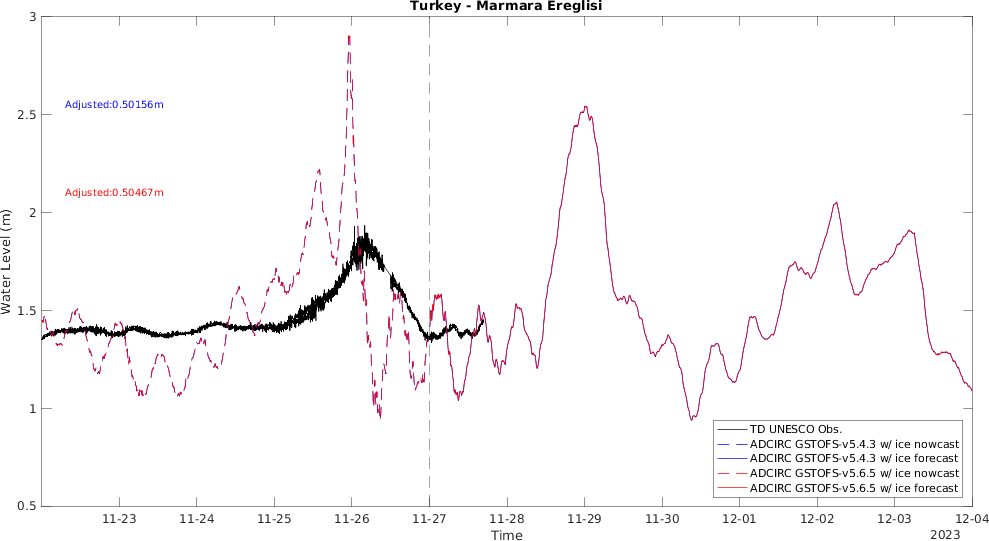 Turkey - Marmara Ereglisi
3
2.5
2
1.5
1
0.5
Water Level (m)
Adjusted:0.50156m
Adjusted:0.50467m
TD UNESCO Obs.
ADCIRC GSTOFS-v5.4.3 w/ ice nowcast
ADCIRC GSTOFS-v5.4.3 w/ ice forecast
ADCIRC GSTOFS-v5.6.5 w/ ice nowcast
ADCIRC GSTOFS-v5.6.5 w/ ice forecast
11-23 11-24 11-25 11-26 11-27 11-28 11-29 11-30 12-01 12-02 12-03 12-04
Time
2023